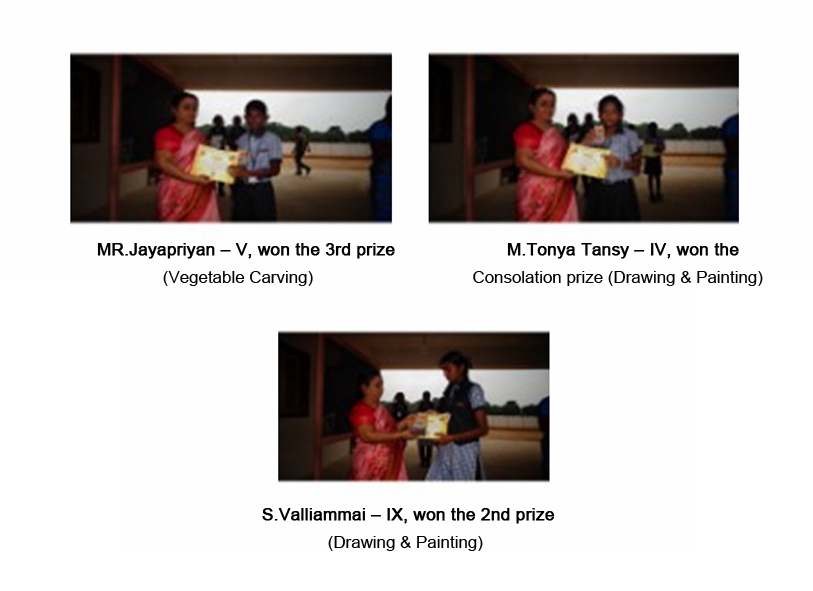 MR.Jayapriyan – V, won the 3rd prize
(Vegetable Carving)
M.Tonya Tansy – IV, won the
Consolation prize (Drawing & Painting)
S.Valliammai – IX, won the 2nd prize
(Drawing & Painting)